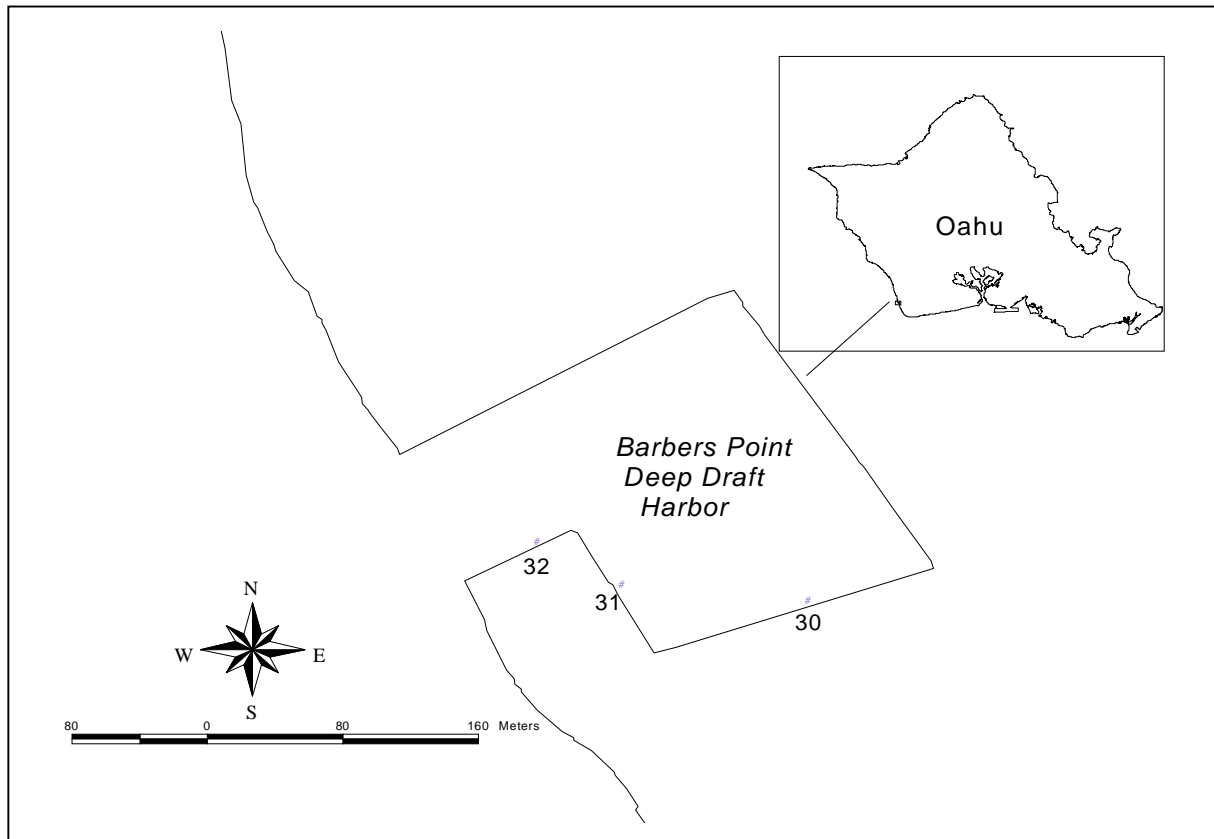 Oahu
Barbers Point
Deep Draft
Harbor
#
32
#
31
#
30
N
W E
S
80 0 80 160 Meters